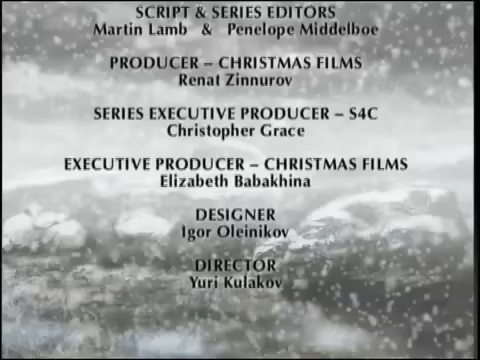 SCRIPT & SERIES EDITORS
Martin Lamb & Penelope Middelboe
PRODUCER – CHRISTMAS FILMS
Renat Zinnurov
SERIES EXECUTIVE PRODUCER – S4C
Christopher Grace
EXECUTIVE PRODUCER – CHRISTMAS FILMS
Elizabeth Babakhina
DESIGNER
Igor Oleinikov
DIRECTOR
Yuri Kulakov